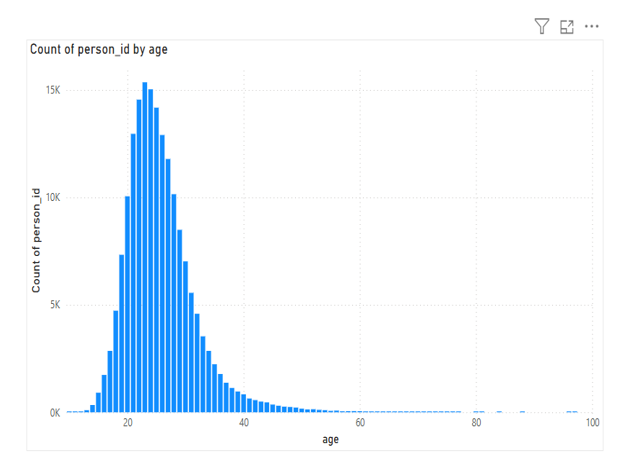 Count of person_id by age
Count of person_id
15K
10K
5K
0K
20
40
60
80
100
age